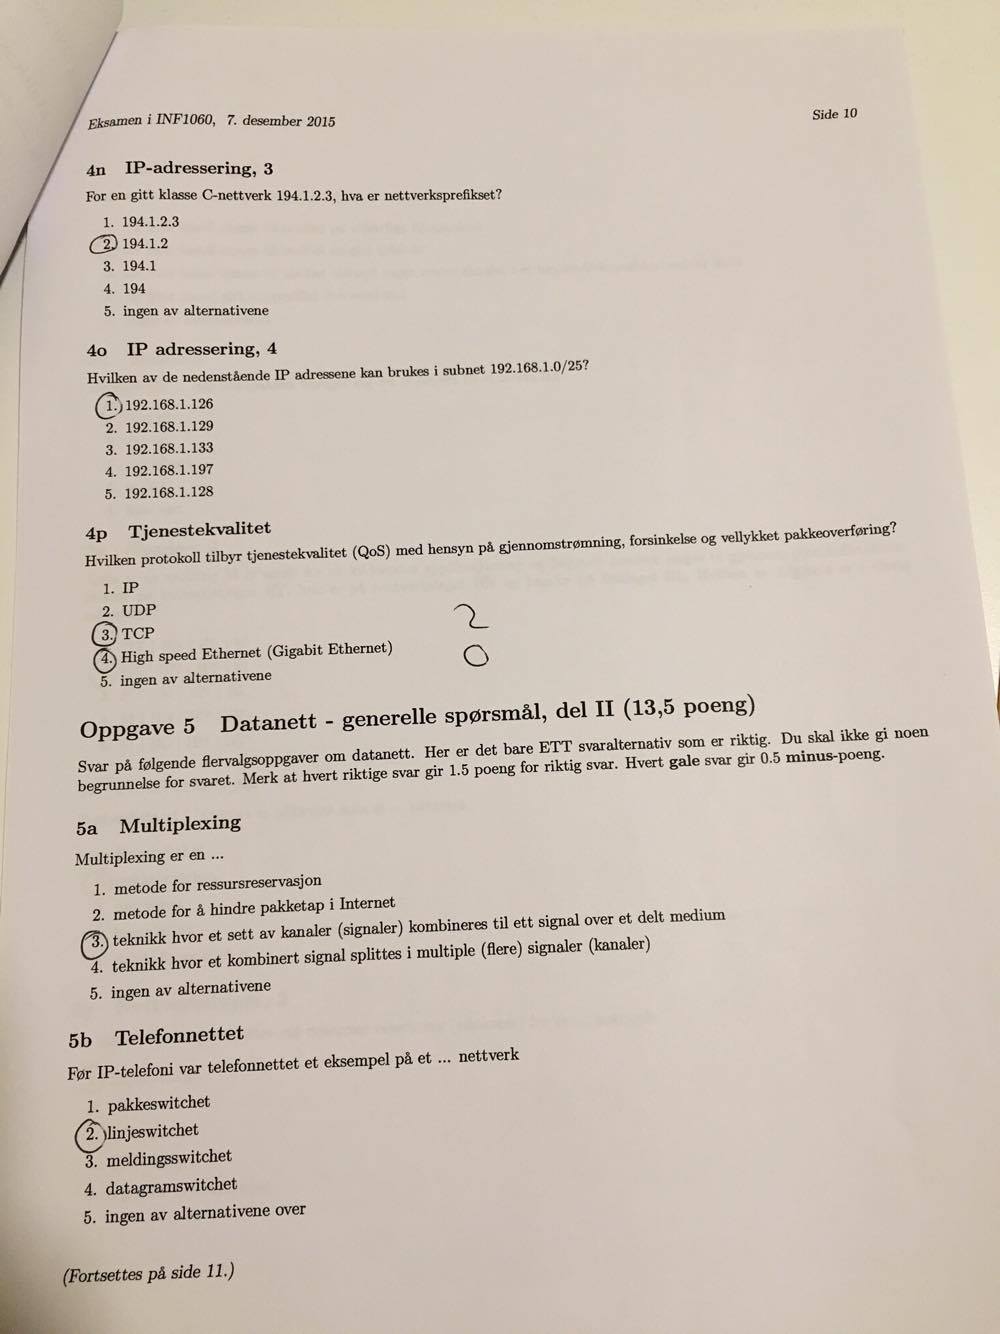 Eksamen i INF1060, 7. desember 2015
Side 10
4n IP-adressering, 3
For en gitt klasse C-nettverk 194.1.2.3, hva er nettverksprefikset?
1. 194.1.2.3
2. 194.1.2
3. 194.1
4. 194
5. ingen av alternativene
4o IP adressering, 4
Hvilken av de nedenstående IP adressene kan brukes i subnet 192.168.1.0/25?
1. 192.168.1.126
2. 192.168.1.129
3. 192.168.1.133
4. 192.168.1.197
5. 192.168.1.128
4p Tjenestekvalitet
Hvilken protokoll tilbyr tjenestekvalitet (QoS) med hensyn på gjennomstrømning, forsinkelse og vellykket pakkeoverføring?
1. IP
2. UDP
3. TCP
4. High speed Ethernet (Gigabit Ethernet)
5. ingen av alternativene
2
0
Oppgave 5 Datanett - generelle spørsmål, del II (13,5 poeng)
Svar på følgende flervalgsoppgaver om datanett. Her er det bare ETT svaralternativ som er riktig. Du skal ikke gi noen
begrunnelse for svaret. Merk at hvert riktige svar gir 1.5 poeng for riktig svar. Hvert gale svar gir 0.5 minus-poeng.
5a Multiplexing
Multiplexing er en ...
1. metode for ressursreservasjon
2. metode for å hindre pakketap i Internet
3. teknikk hvor et sett av kanaler (signaler) kombineres til ett signal over et delt medium
4. teknikk hvor et kombinert signal splittes i multiple (flere) signaler (kanaler)
5. ingen av alternativene
5b Telefonnettet
Før IP-telefoni var telefonnettet et eksempel på et ... nettverk
1. pakkeswitchet
2. linjeswitchet
3. meldingsswitchet
4. datagramswitchet
5. ingen av alternativene over
(Fortsettes på side 11.)